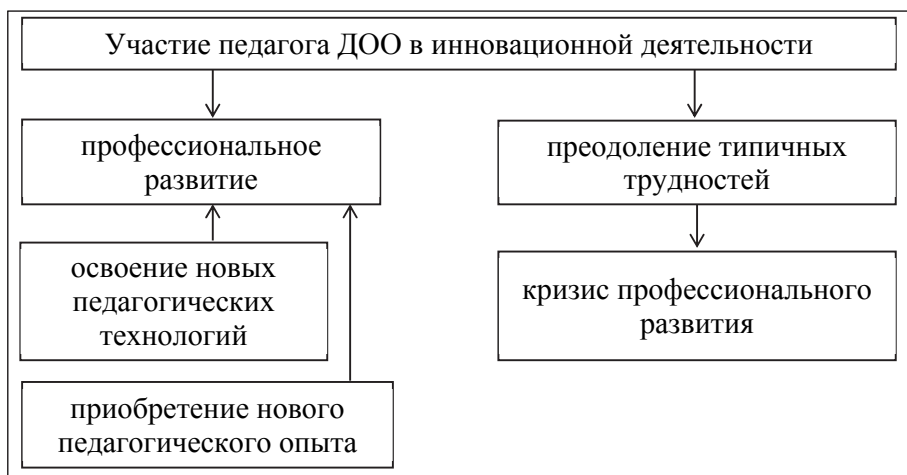 Участие педагога ДОО в инновационной деятельности
профессиональное
развитие
преодоление типичных
трудностей
освоение новых
педагогических
технологий
кризис профессионального
развития
приобретение нового
педагогического опыта